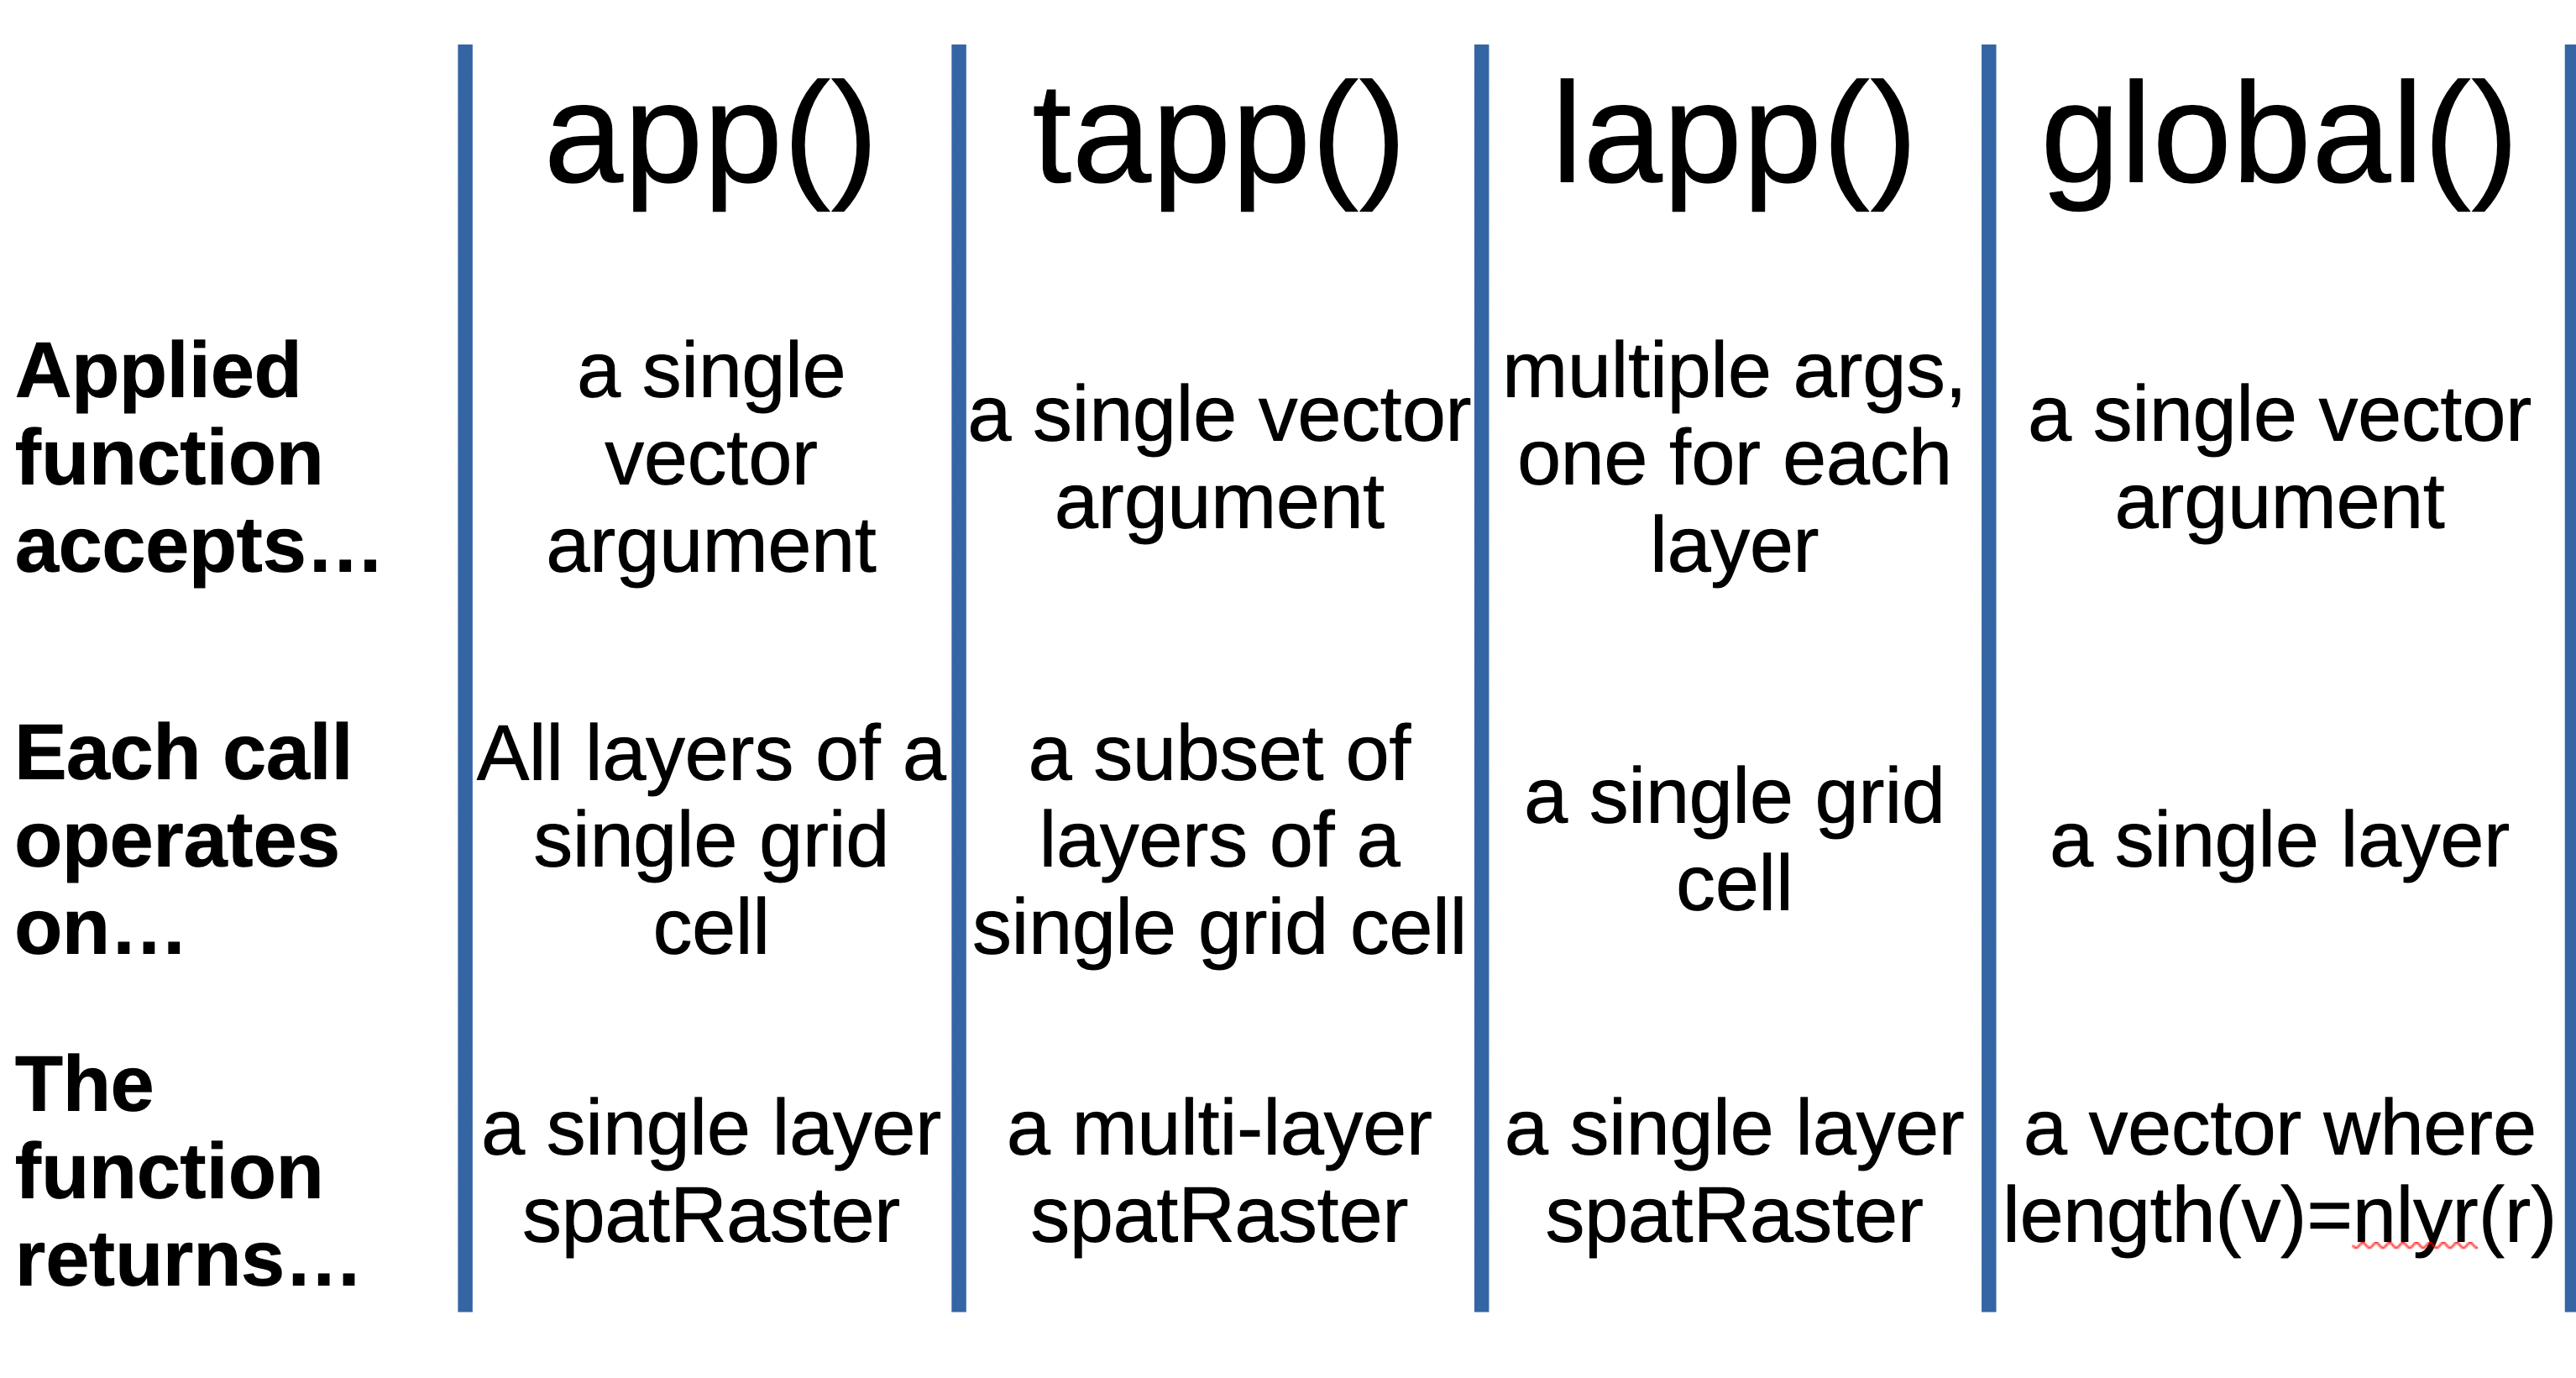 app()
tapp()
lapp()
global()
Applied
function
accepts…
a single
vector
argument
a single vector
argument
multiple args,
one for each
layer
a single vector
argument
Each call
operates
on…
All layers of a
single grid
cell
a subset of
layers of a
single grid cell
a single grid
cell
a single layer
The
function
returns…
a single layer
spatRaster
a multi-layer
spatRaster
a single layer
spatRaster
a vector where
length(v)=nlyr(r)